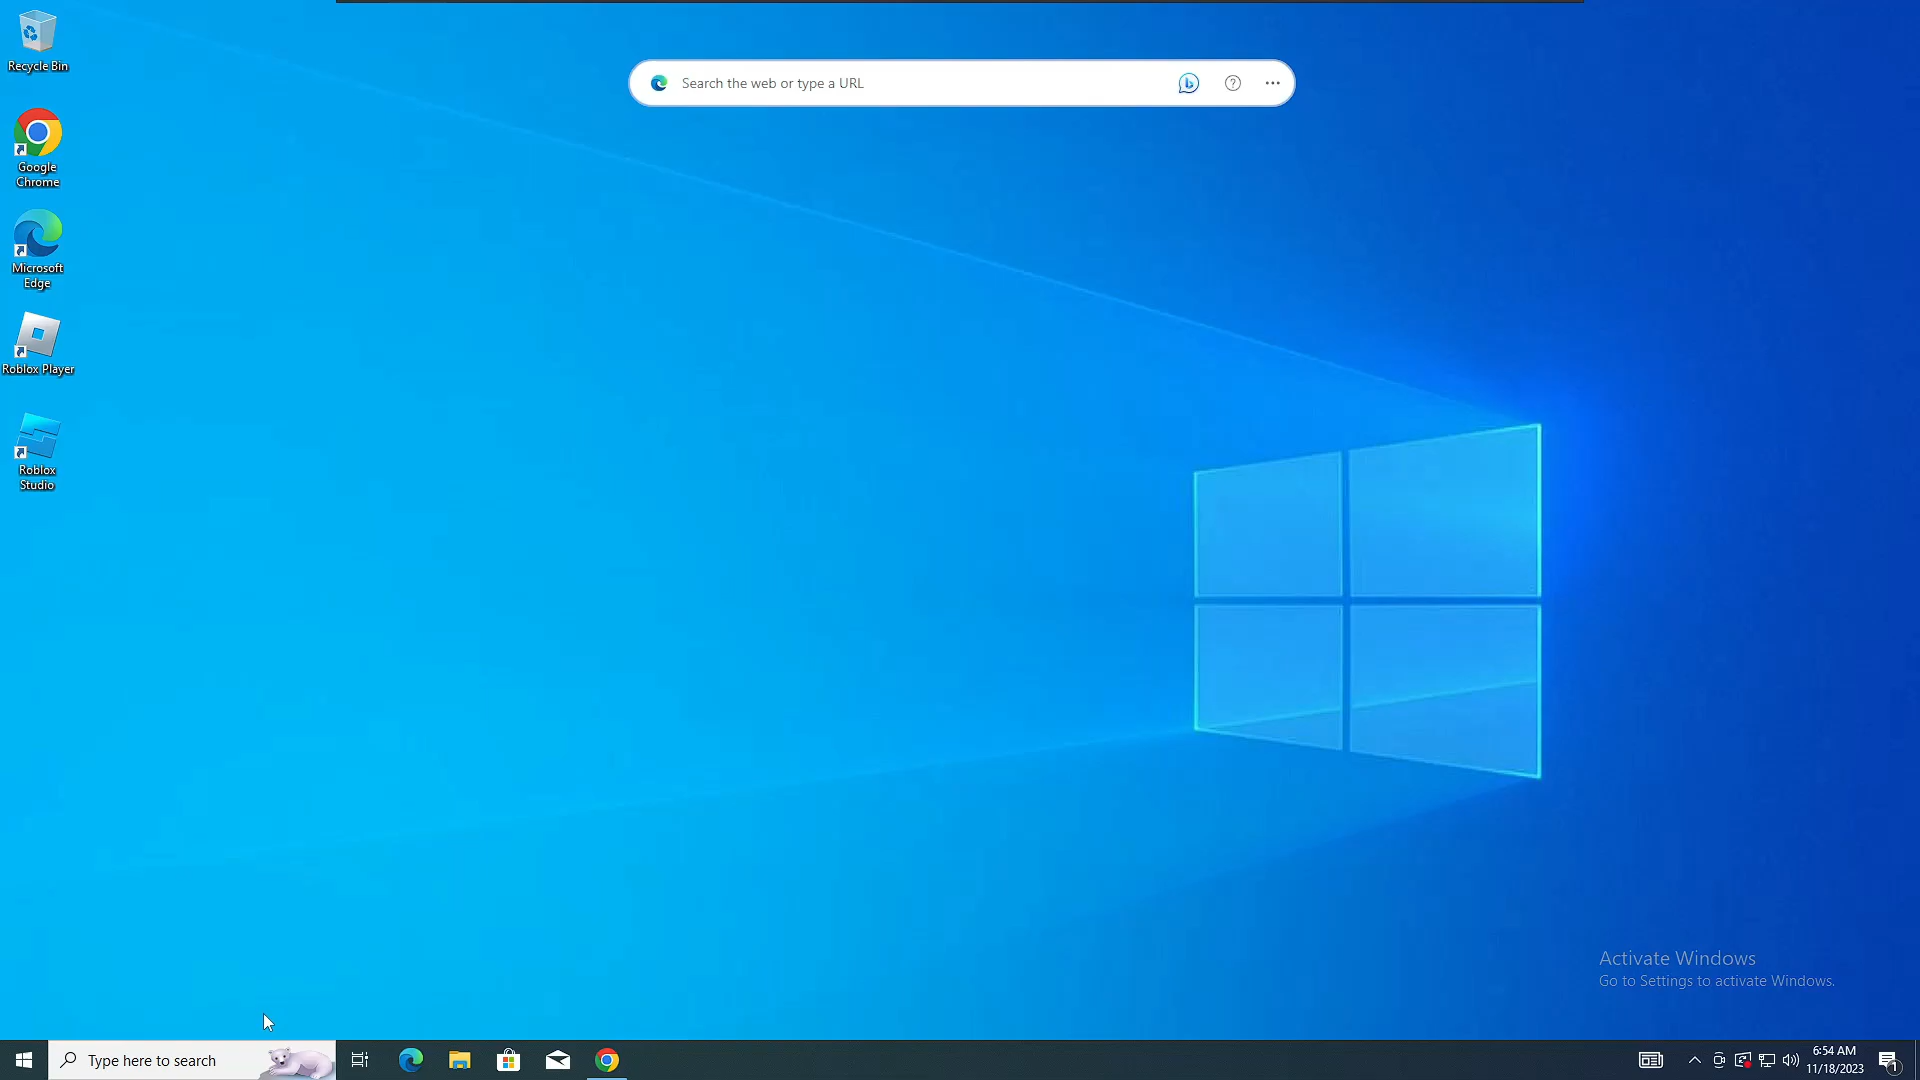 Recycle Bin
Search the web or type a URL
Google
Chrome
Microsoft
Edge
Roblox Player
Roblox
Studio
Activate Windows
Go to Settings to activate Windows.
Type here to search
6:54 AM
11/18/2023
1